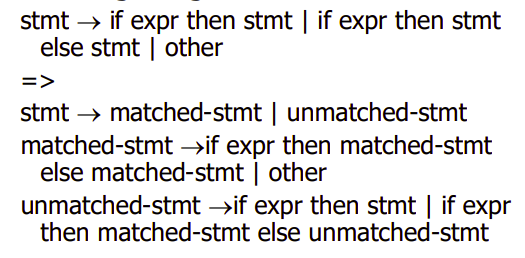 stmt → if expr then stmt | if expr then stmt
else stmt | other
=>
stmt → matched-stmt | unmatched-stmt
matched-stmt →if expr then matched-stmt
else matched-stmt | other
unmatched-stmt →if expr then stmt | if expr
then matched-stmt else unmatched-stmt